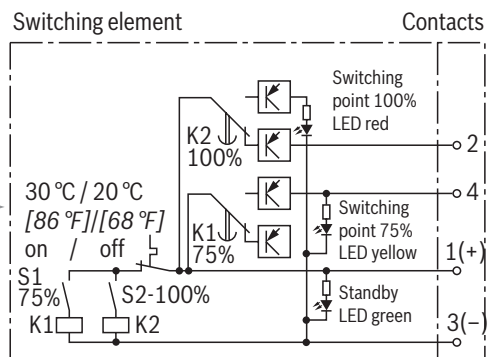 Switching element
Contacts
Switching
point 100%
LED red
K2
100%
2
4
30 °C / 20 °C
[86 °F]/[68 °F]
on / off
K1
75%
Switching
point 75%
LED yellow
1(+)
S1
75%
S2-100%
Standby
LED green
K1
K2
3(−)